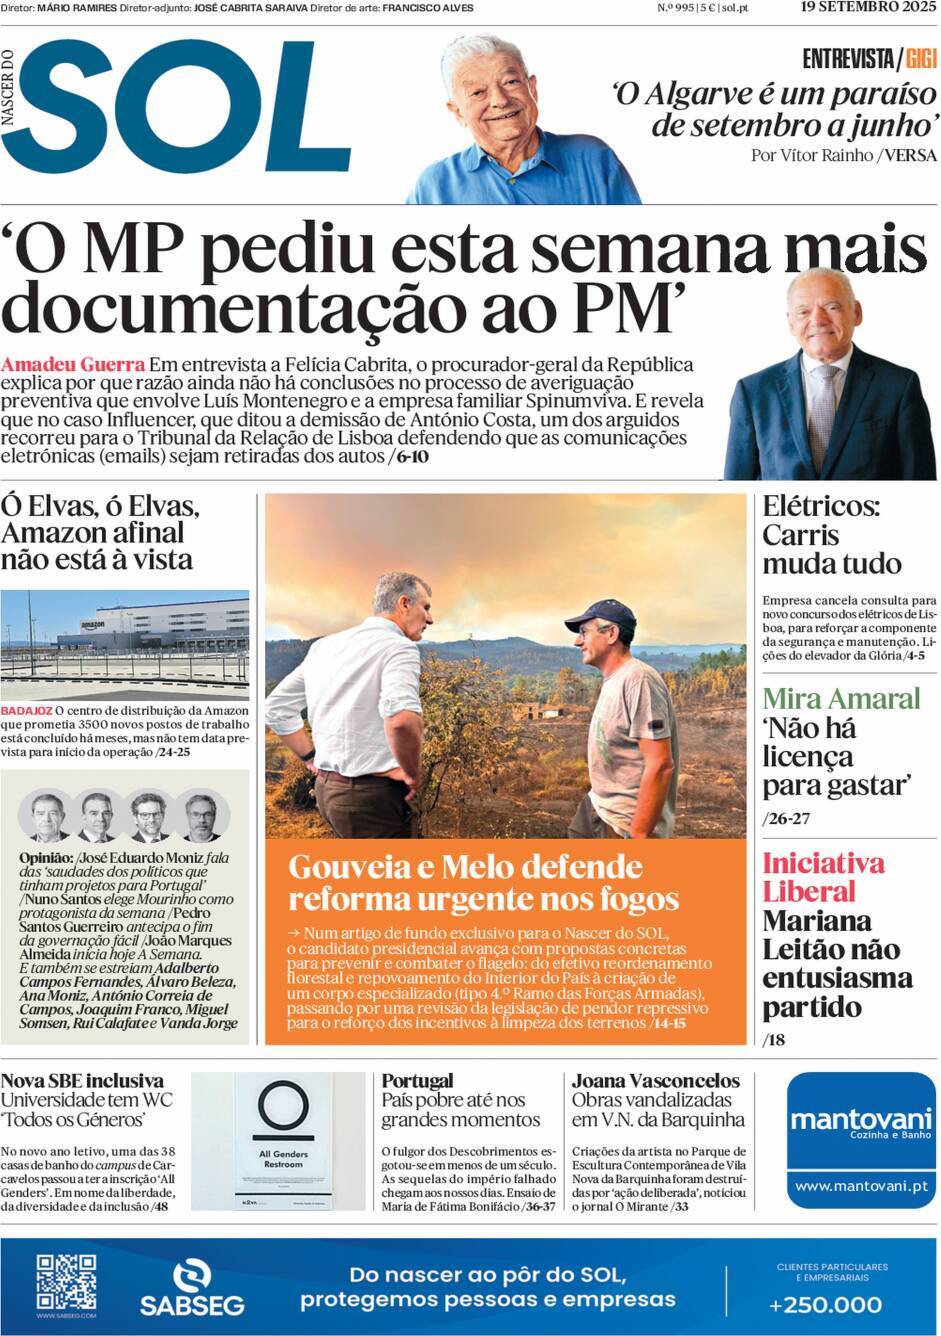 Diretor: MÁRIO RAMIRES Diretor-adjunto: JOSÉ CABRITA SARAIVA Diretor de arte: FRANCISCO ALVES
N.º 995 | 5 € | sol.pt
19 SETEMBRO 2025
NASCER DO
SOL
ENTREVISTA/GIGI
‘O Algarve é um paraíso
de setembro a junho’
Por Vítor Rainho /VERSA
‘O MP pediu esta semana mais
documentação ao PM’
Amadeu Guerra Em entrevista a Felícia Cabrita, o procurador-geral da República
explica por que razão ainda não há conclusões no processo de averiguação
preventiva que envolve Luís Montenegro e a empresa familiar Spinumviva. E revela
que no caso Influencer, que ditou a demissão de António Costa, um dos arguidos
recorreu para o Tribunal da Relação de Lisboa defendendo que as comunicações
eletrónicas (emails) sejam retiradas dos autos /6-10
Ó Elvas, ó Elvas,
Amazon afinal
não está à vista
amazon
BADAJOZ O centro de distribuição da Amazon
que prometia 3500 novos postos de trabalho
está concluído há meses, mas não tem data pre-
vista para início da operação /24-25
Opinião: /José Eduardo Moniz fala
das ‘saudades dos políticos que
tinham projetos para Portugal’
/Nuno Santos elege Mourinho como
protagonista da semana /Pedro
Santos Guerreiro antecipa o fim
da governação fácil /João Marques
Almeida inicia hoje A Semana.
E também se estreiam Adalberto
Campos Fernandes, Álvaro Beleza,
Ana Moniz, António Correia de
Campos, Joaquim Franco, Miguel
Somsen, Rui Calafate e Vanda Jorge
Gouveia e Melo defende
reforma urgente nos fogos
→ Num artigo de fundo exclusivo para o Nascer do SOL,
o candidato presidencial avança com propostas concretas
para prevenir e combater o flagelo: do efetivo reordenamento
florestal e repovoamento do Interior do País à criação de
um corpo especializado (tipo 4.º Ramo das Forças Armadas),
passando por uma revisão da legislação de pendor repressivo
para o reforço dos incentivos à limpeza dos terrenos /14-15
Elétricos:
Carris
muda tudo
Empresa cancela consulta para
novo concurso dos elétricos de Lis-
boa, para reforçar a componente
da segurança e manutenção. Li-
ções do elevador da Glória /4-5
Mira Amaral
‘Não há
licença
para gastar’
/26-27
Iniciativa
Liberal
Mariana
Leitão não
entusiasma
partido
/18
Nova SBE inclusiva
Universidade tem WC
‘Todos os Géneros’
No novo ano letivo, uma das 38
casas de banho do campus de Car-
cavelos passou a ter a inscrição ‘All
Genders’. Em nome da liberdade,
da diversidade e da inclusão /48
All Genders
Restroom
Portugal
País pobre até nos
grandes momentos
O fulgor dos Descobrimentos es-
gotou-se em menos de um século.
As sequelas do império falhado
chegam aos nossos dias. Ensaio de
Maria de Fátima Bonifácio /36-37
Joana Vasconcelos
Obras vandalizadas
em V.N. da Barquinha
Criações da artista no Parque de
Escultura Contemporânea de Vila
Nova da Barquinha foram destruí-
das por ‘ação deliberada’, noticiou
o jornal O Mirante /33
mantovani
Cozinha e Banho
www.mantovani.pt
WWW.SABSEG.COM
SABSEG
Do nascer ao pôr do SOL,
protegemos pessoas e empresas
CLIENTES PARTICULARES
E EMPRESARIAIS
+250.000